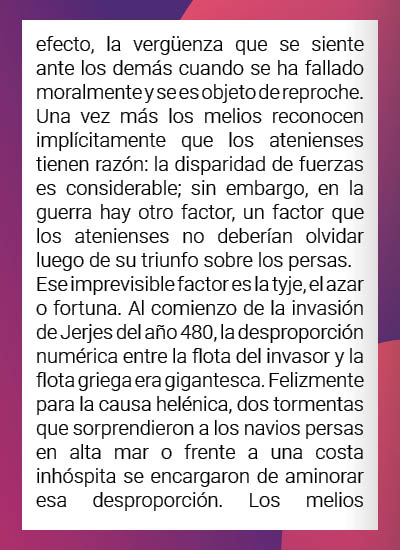 efecto, la vergüenza que se siente
ante los demás cuando se ha fallado
moralmente y se es objeto de reproche.
Una vez más los melios reconocen
implícitamente que los atenienses
tienen razón: la disparidad de fuerzas
es considerable; sin embargo, en la
guerra hay otro factor, un factor que
los atenienses no deberían olvidar
luego de su triunfo sobre los persas.
Ese imprevisible factor es la tyje, el azar
o fortuna. Al comienzo de la invasión
de Jerjes del año 480, la desproporción
numérica entre la flota del invasor y la
flota griega era gigantesca. Felizmente
para la causa helénica, dos tormentas
que sorprendieron a los navios persas
en alta mar o frente a una costa
inhóspita se encargaron de aminorar
esa desproporción. Los melios